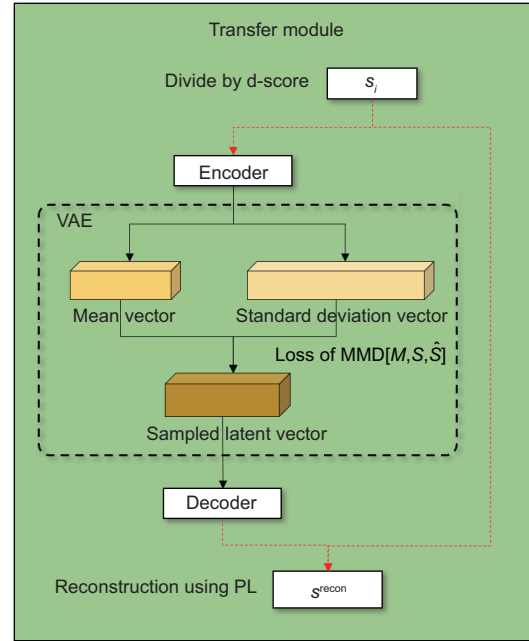 Transfer module
Divide by d-score
s_i
Encoder
VAE
Mean vector
Standard deviation vector
Loss of MMD[M,S,Ŝ]
Sampled latent vector
Decoder
Reconstruction using PL
s^recon